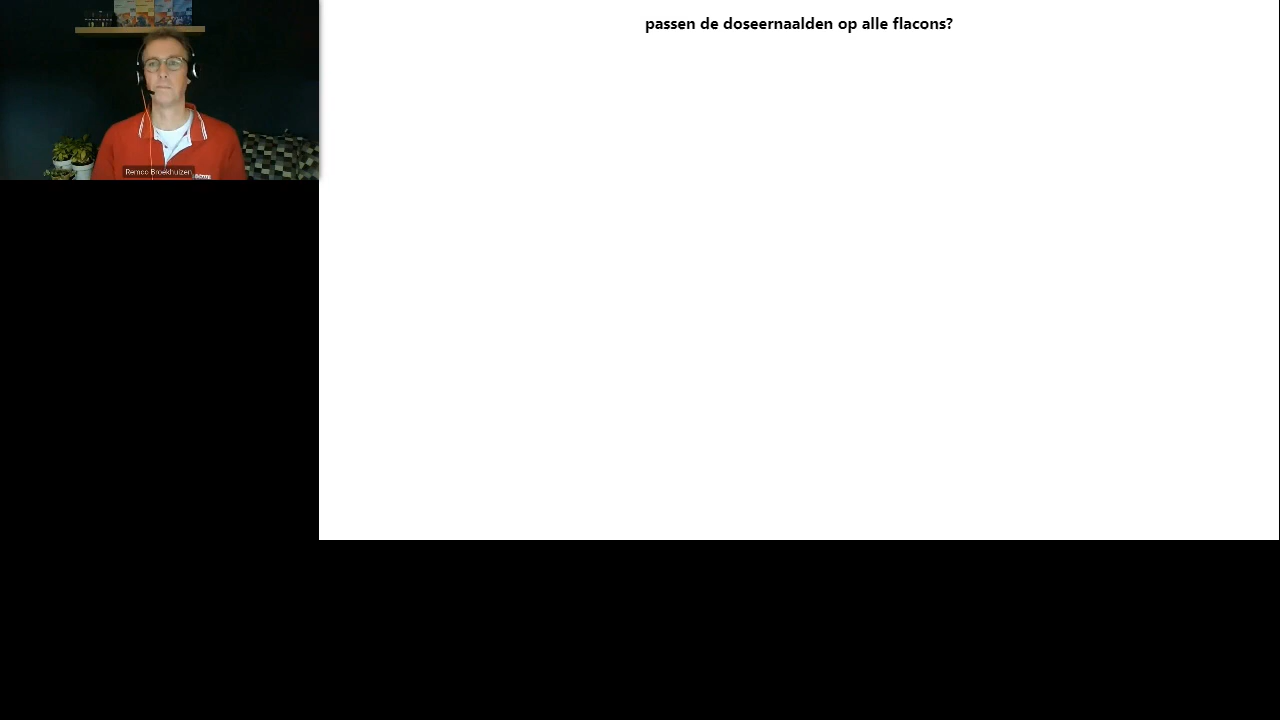 passen de doseernaalden op alle flacons?
Remco Broekhuizen